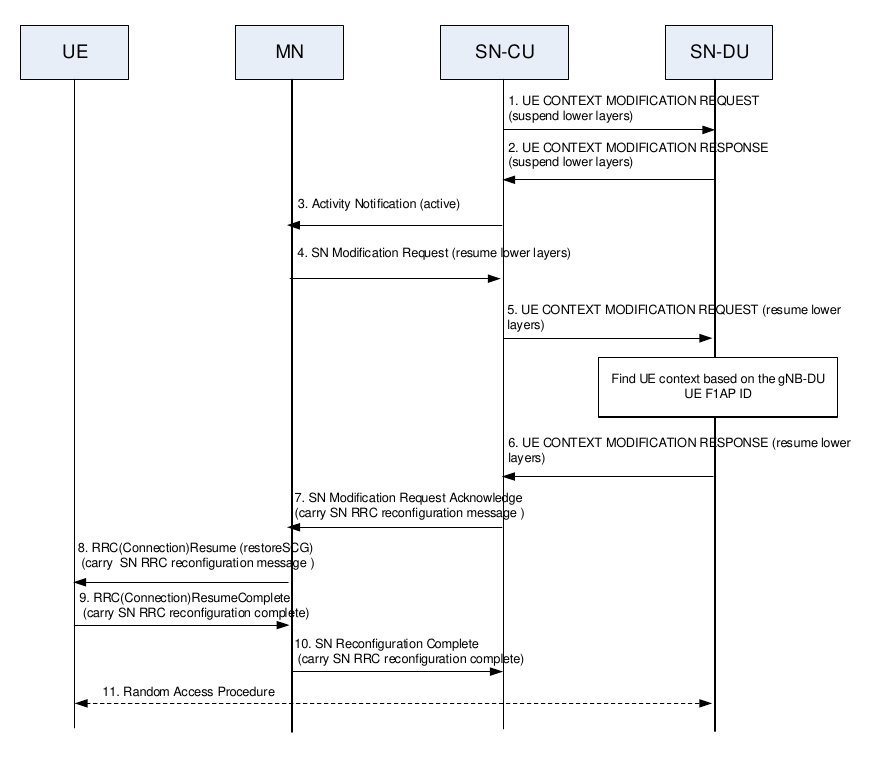 UE
MN
SN-CU
SN-DU
1. UE CONTEXT MODIFICATION REQUEST
(suspend lower layers)
2. UE CONTEXT MODIFICATION RESPONSE
(suspend lower layers)
3. Activity Notification (active)
4. SN Modification Request (resume lower layers)
5. UE CONTEXT MODIFICATION REQUEST (resume lower
layers)
Find UE context based on the gNB-DU
UE F1AP ID
6. UE CONTEXT MODIFICATION RESPONSE (resume lower
layers)
7. SN Modification Request Acknowledge
(carry SN RRC reconfiguration message )
8. RRC(Connection)Resume (restoreSCG)
(carry  SN RRC reconfiguration message )
9. RRC(Connection)ResumeComplete
(carry SN RRC reconfiguration complete)
10. SN Reconfiguration Complete
(carry SN RRC reconfiguration complete)
11. Random Access Procedure